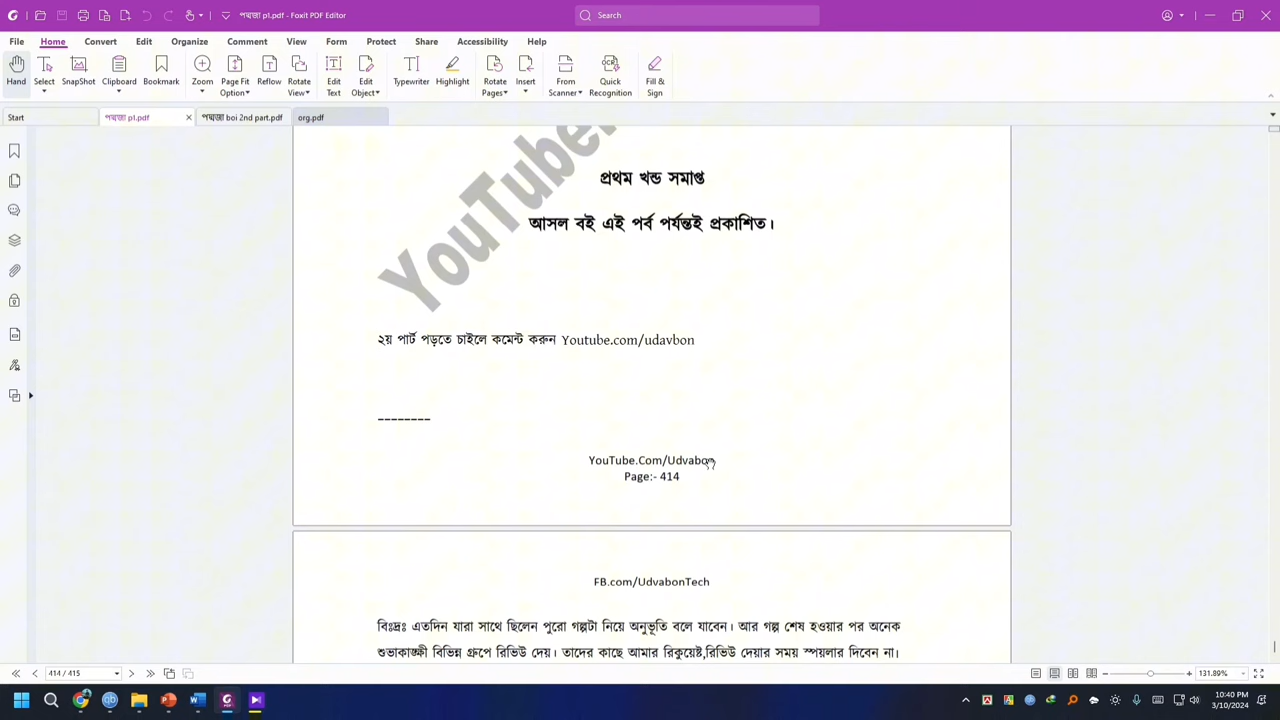 পদ্মজা p1.pdf - Foxit PDF Editor
Search
File Home Convert Edit Organize Comment View Form Protect Share Accessibility Help
Hand Select SnapShot Clipboard Bookmark Zoom Page Fit Option Reflow Rotate View Edit Text Edit Object Typewriter Highlight Rotate Pages Insert From Scanner Quick Recognition Fill & Sign
Start পদ্মজা p1.pdf পদ্মজা boi 2nd part.pdf org.pdf
YouTube
প্রথম খন্ড সমাপ্ত
আসল বই এই পর্ব পর্যন্তই প্রকাশিত।
২য় পার্ট পড়তে চাইলে কমেন্ট করুন Youtube.com/udavbon
--------
YouTube.Com/Udvabon
Page:- 414
FB.com/UdvabonTech
বিঃদ্রঃ এতদিন যারা সাথে ছিলেন পুরো গল্পটা নিয়ে অনুভূতি বলে যাবেন। আর গল্প শেষ হওয়ার পর অনেক
শুভাকাঙ্ক্ষী বিভিন্ন গ্রুপে রিভিউ দেয়। তাদের কাছে আমার রিকুয়েষ্ট,রিভিউ দেয়ার সময় স্পয়লার দিবেন না।
414 / 415
131.89%
10:40 PM
3/10/2024